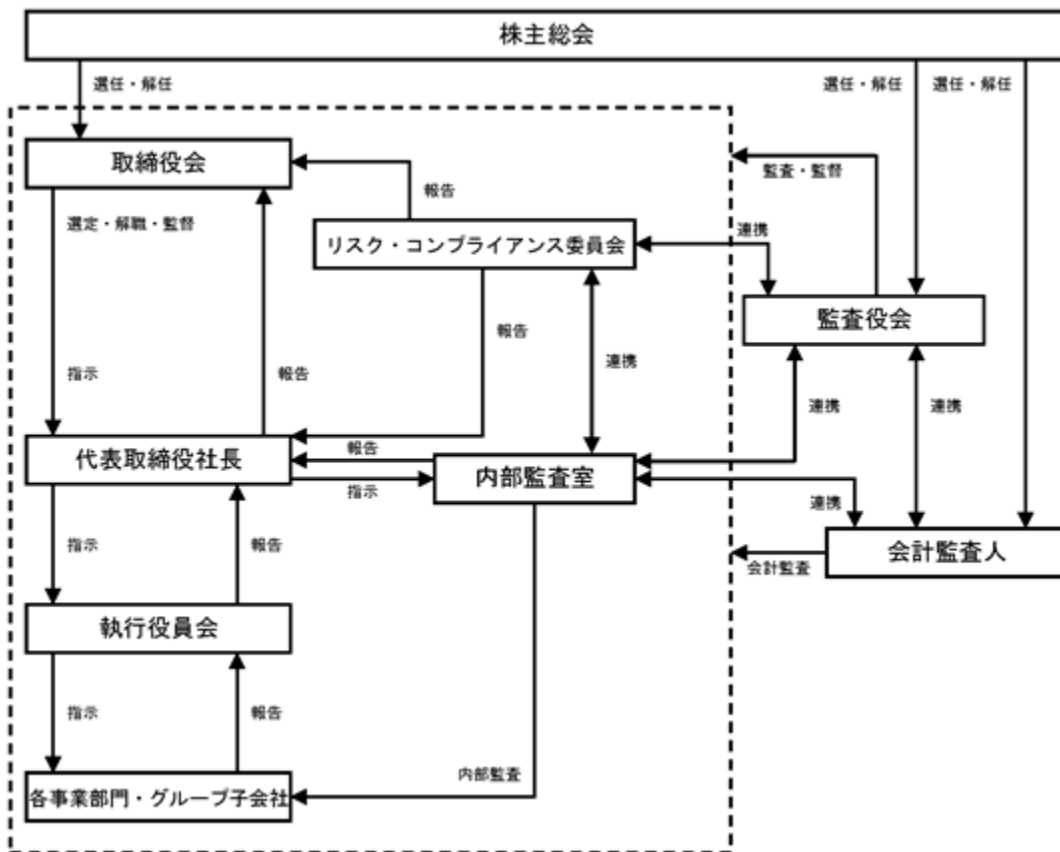 株主総会
選任・解任
選任・解任
選任・解任
取締役会
監査・監督
報告
選定・解職・監督
リスク・コンプライアンス委員会
連携
監査役会
報告
連携
指示
報告
連携
連携
代表取締役社長
報告
内部監査室
指示
連携
指示
報告
会計監査人
会計監査
執行役員会
指示
報告
内部監査
各事業部門・グループ子会社